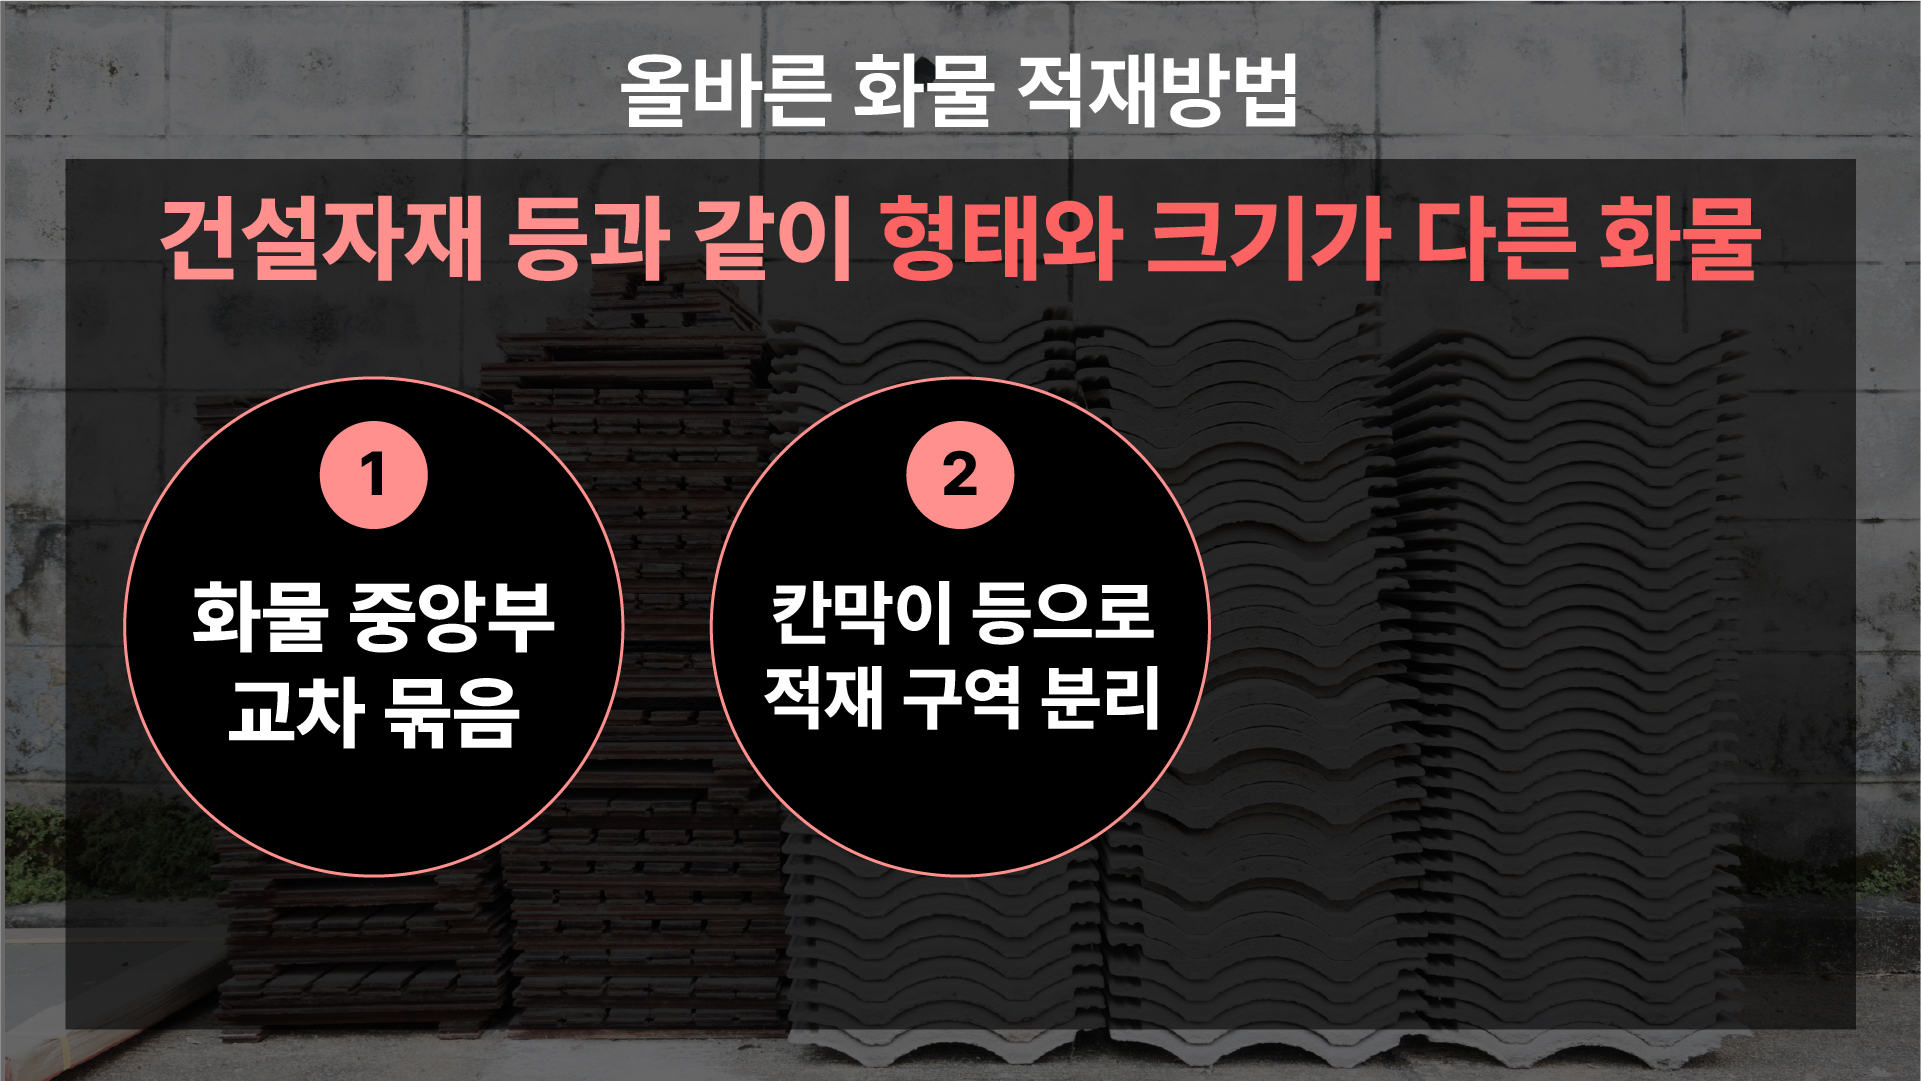 올바른 화물 적재방법
건설자재 등과 같이 형태와 크기가 다른 화물
1
화물 중앙부
교차 묶음
2
칸막이 등으로
적재 구역 분리